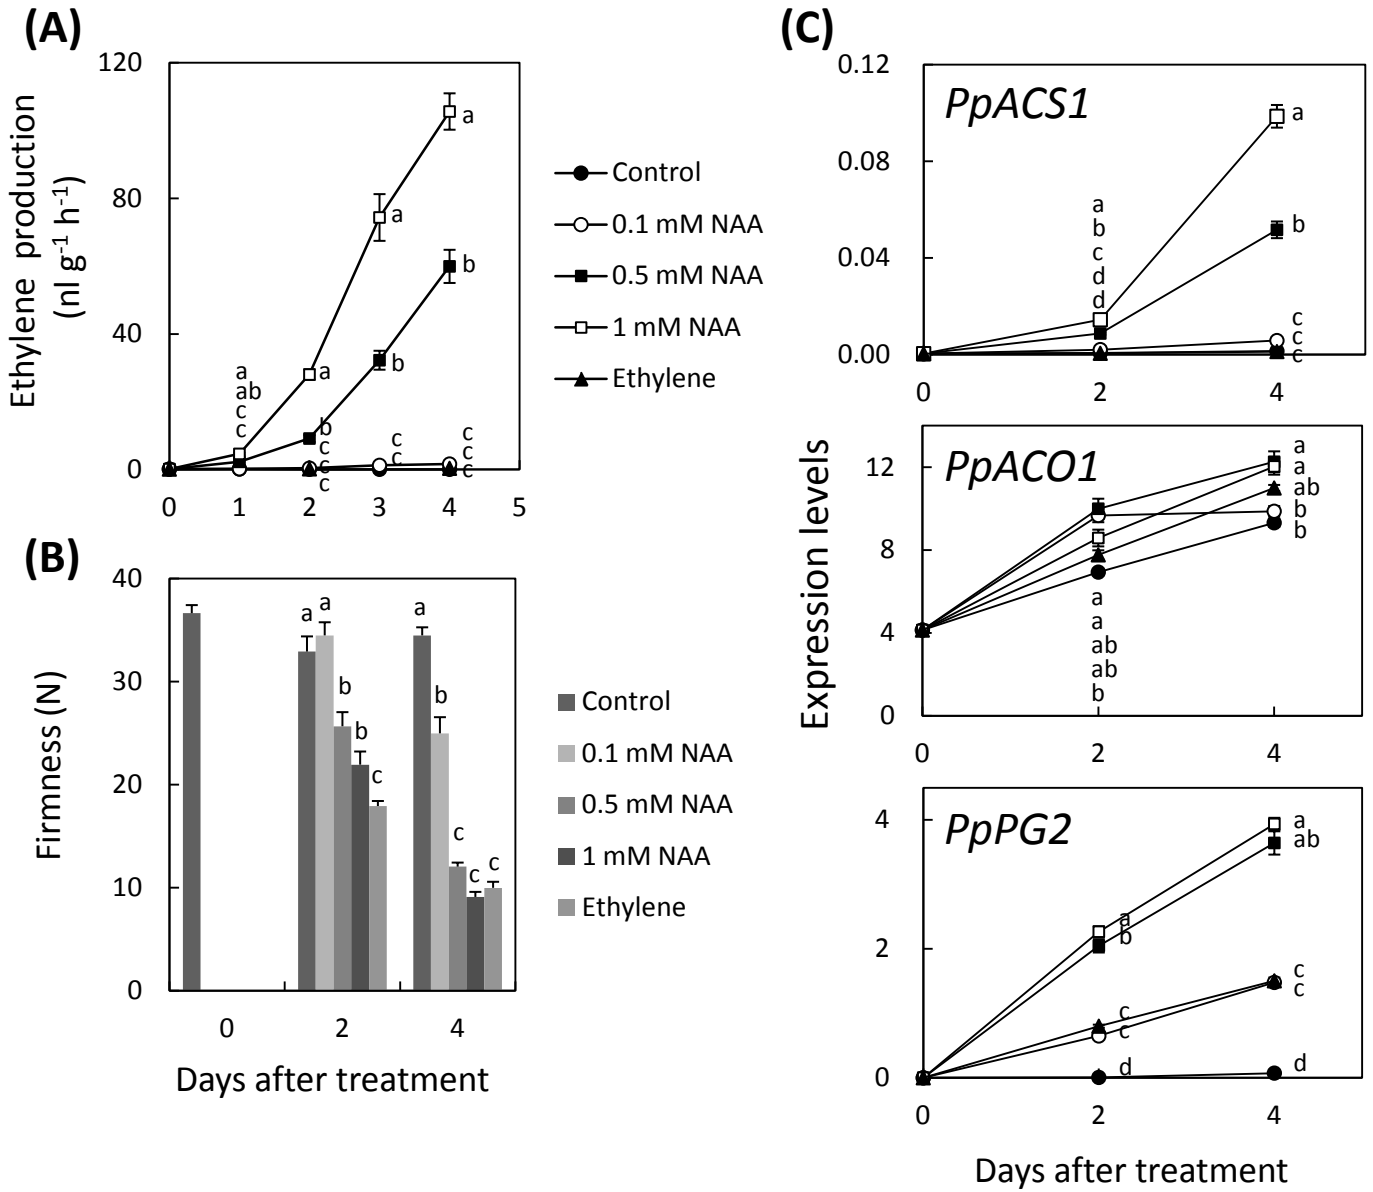 (A)
Ethylene production
(nl g⁻¹ h⁻¹)
120
80
40
0
a
ab
c
c
a
b
c
c
c
a
b
c
c
a
b
c
c
c
0 1 2 3 4 5
Control
0.1 mM NAA
0.5 mM NAA
1 mM NAA
Ethylene
(B)
Firmness (N)
40
30
20
10
0
a
a
b
b
c
a
b
c
c
c
0 2 4
Days after treatment
Control
0.1 mM NAA
0.5 mM NAA
1 mM NAA
Ethylene
(C)
Expression levels
PpACS1
0.12
0.08
0.04
0.00
a
b
c
d
d
a
b
c
c
c
0 2 4
PpACO1
12
8
4
0
a
a
ab
ab
b
a
a
ab
b
b
0 2 4
PpPG2
4
2
0
a
b
c
c
d
a
ab
c
c
d
0 2 4
Days after treatment